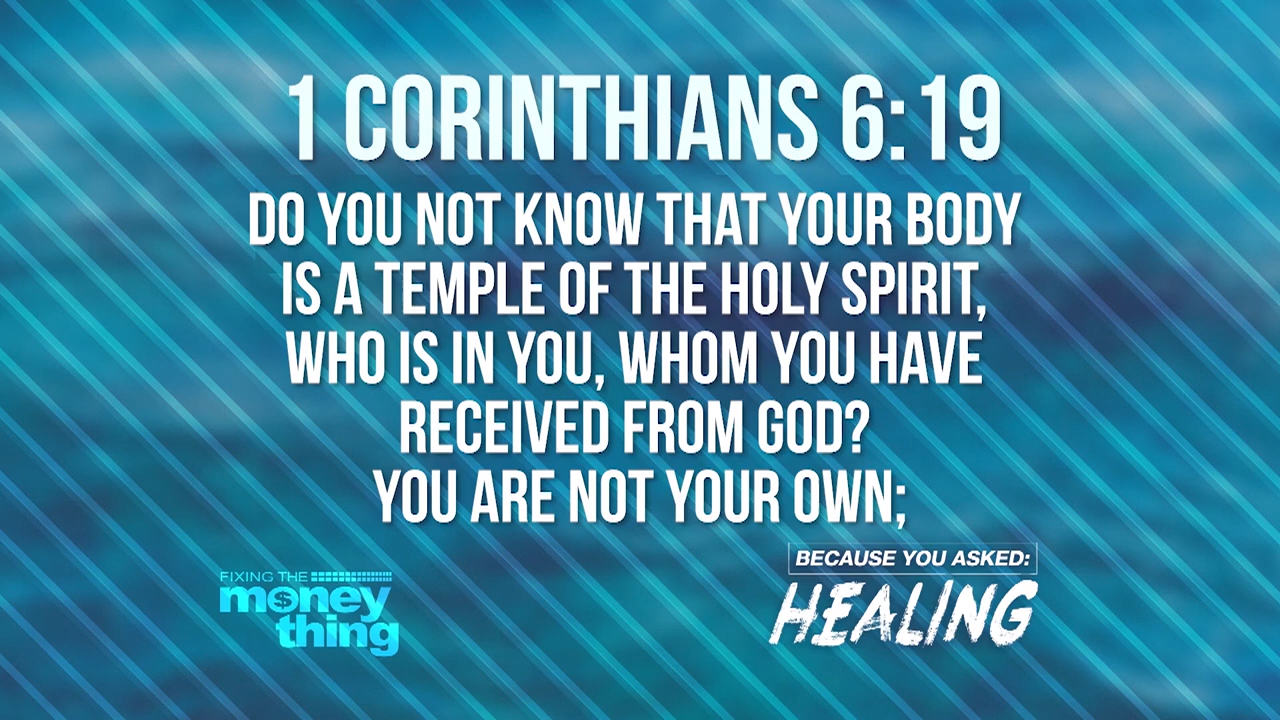 1 CORINTHIANS 6:19
DO YOU NOT KNOW THAT YOUR BODY
IS A TEMPLE OF THE HOLY SPIRIT,
WHO IS IN YOU, WHOM YOU HAVE
RECEIVED FROM GOD?
YOU ARE NOT YOUR OWN;
FIXING THE
money
thing
BECAUSE YOU ASKED:
HEALING